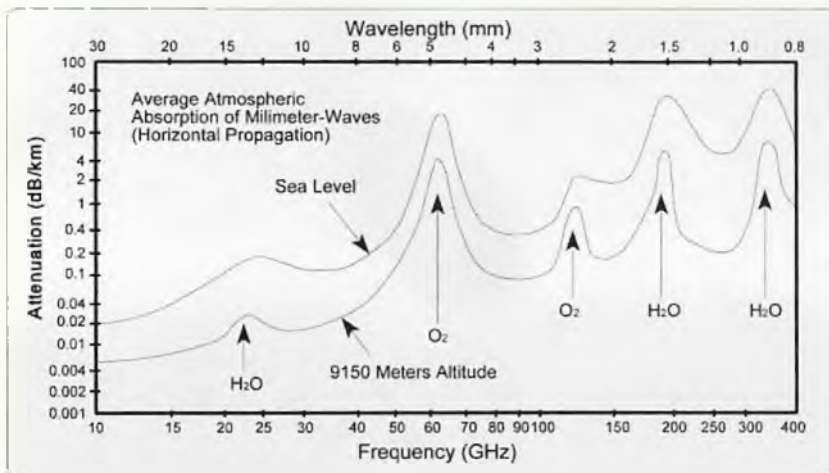 Wavelength (mm)
30 20 15 10 8 6 5 4 3 2 1.5 1.0 0.8
100
40
20
10
4
2
1
0.4
0.2
0.1
0.04
0.02
0.01
0.004
0.002
0.001
Attenuation (dB/km)
Average Atmospheric
Absorption of Milimeter-Waves
(Horizontal Propagation)
Sea Level
H2O
9150 Meters Altitude
O2
O2
H2O
H2O
10 15 20 25 30 40 50 60 70 80 90 100 150 200 250 300 400
Frequency (GHz)